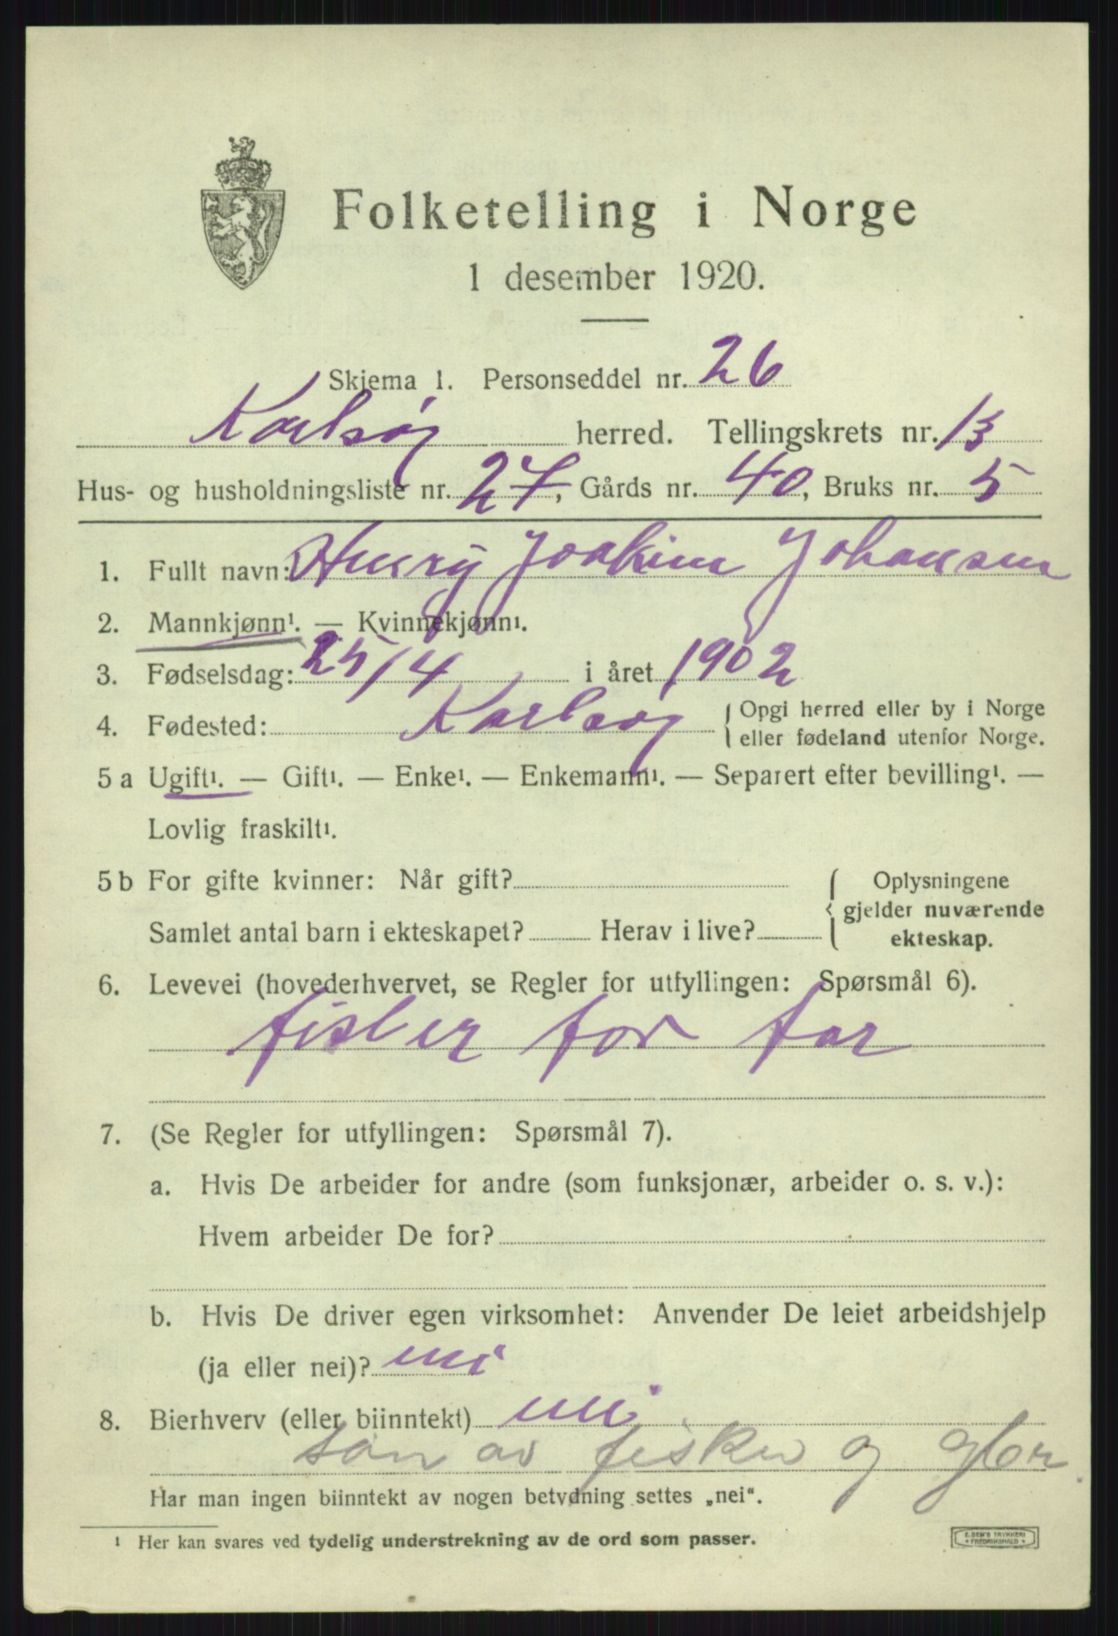 Folketelling i Norge
1 desember 1920.
Skjema 1. Personseddel nr. 26
Karlsøy herred. Tellingskrets nr. 13
Hus- og husholdningsliste nr. 27, Gårds nr. 40, Bruks nr. 5
1. Fullt navn: Henry Joakim Johansen
2. Mannkjønn¹. — Kvinnekjønn¹.
3. Fødselsdag: 25/4 i året 1902
4. Fødested: Karlsøy { Opgi herred eller by i Norge
eller fødeland utenfor Norge.
5 a Ugift¹. — Gift¹. — Enke¹. — Enkemann¹. — Separert efter bevilling¹. —
Lovlig fraskilt¹.
5 b For gifte kvinner: Når gift?
Samlet antal barn i ekteskapet? Herav i live?
{ Oplysningene
gjelder nuværende
ekteskap.
6. Levevei (hovederhvervet, se Regler for utfyllingen: Spørsmål 6).
fisker for far
7. (Se Regler for utfyllingen: Spørsmål 7).
a. Hvis De arbeider for andre (som funksjonær, arbeider o. s. v.):
Hvem arbeider De for?
b. Hvis De driver egen virksomhet: Anvender De leiet arbeidshjelp
(ja eller nei)? nei
8. Bierhverv (eller biinntekt) nei
søn av fisker og
Har man ingen biinntekt av nogen betydning settes „nei“.
¹ Her kan svares ved tydelig understrekning av de ord som passer.